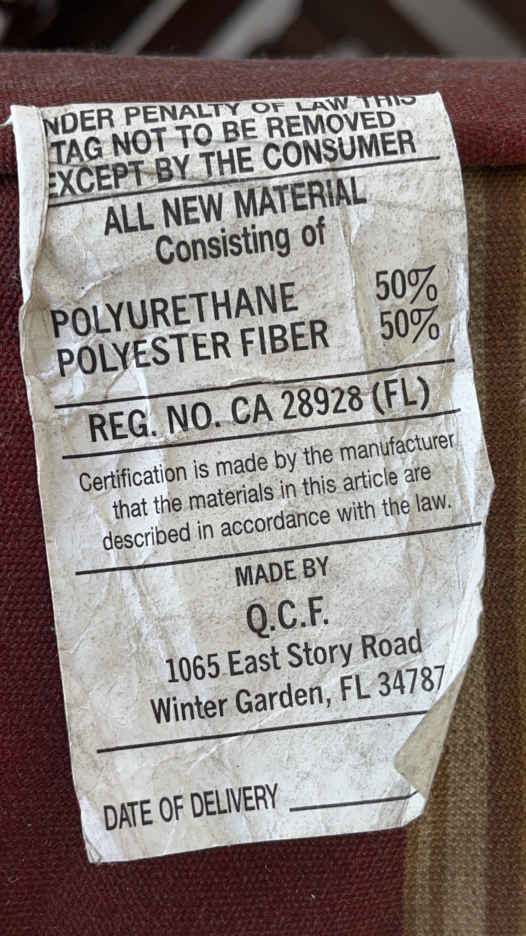 NDER PENALTY OF LAW THIS
TAG NOT TO BE REMOVED
EXCEPT BY THE CONSUMER
ALL NEW MATERIAL
Consisting of
POLYURETHANE 50%
POLYESTER FIBER 50%
REG. NO. CA 28928 (FL)
Certification is made by the manufacturer
that the materials in this article are
described in accordance with the law.
MADE BY
Q.C.F.
1065 East Story Road
Winter Garden, FL 34787
DATE OF DELIVERY